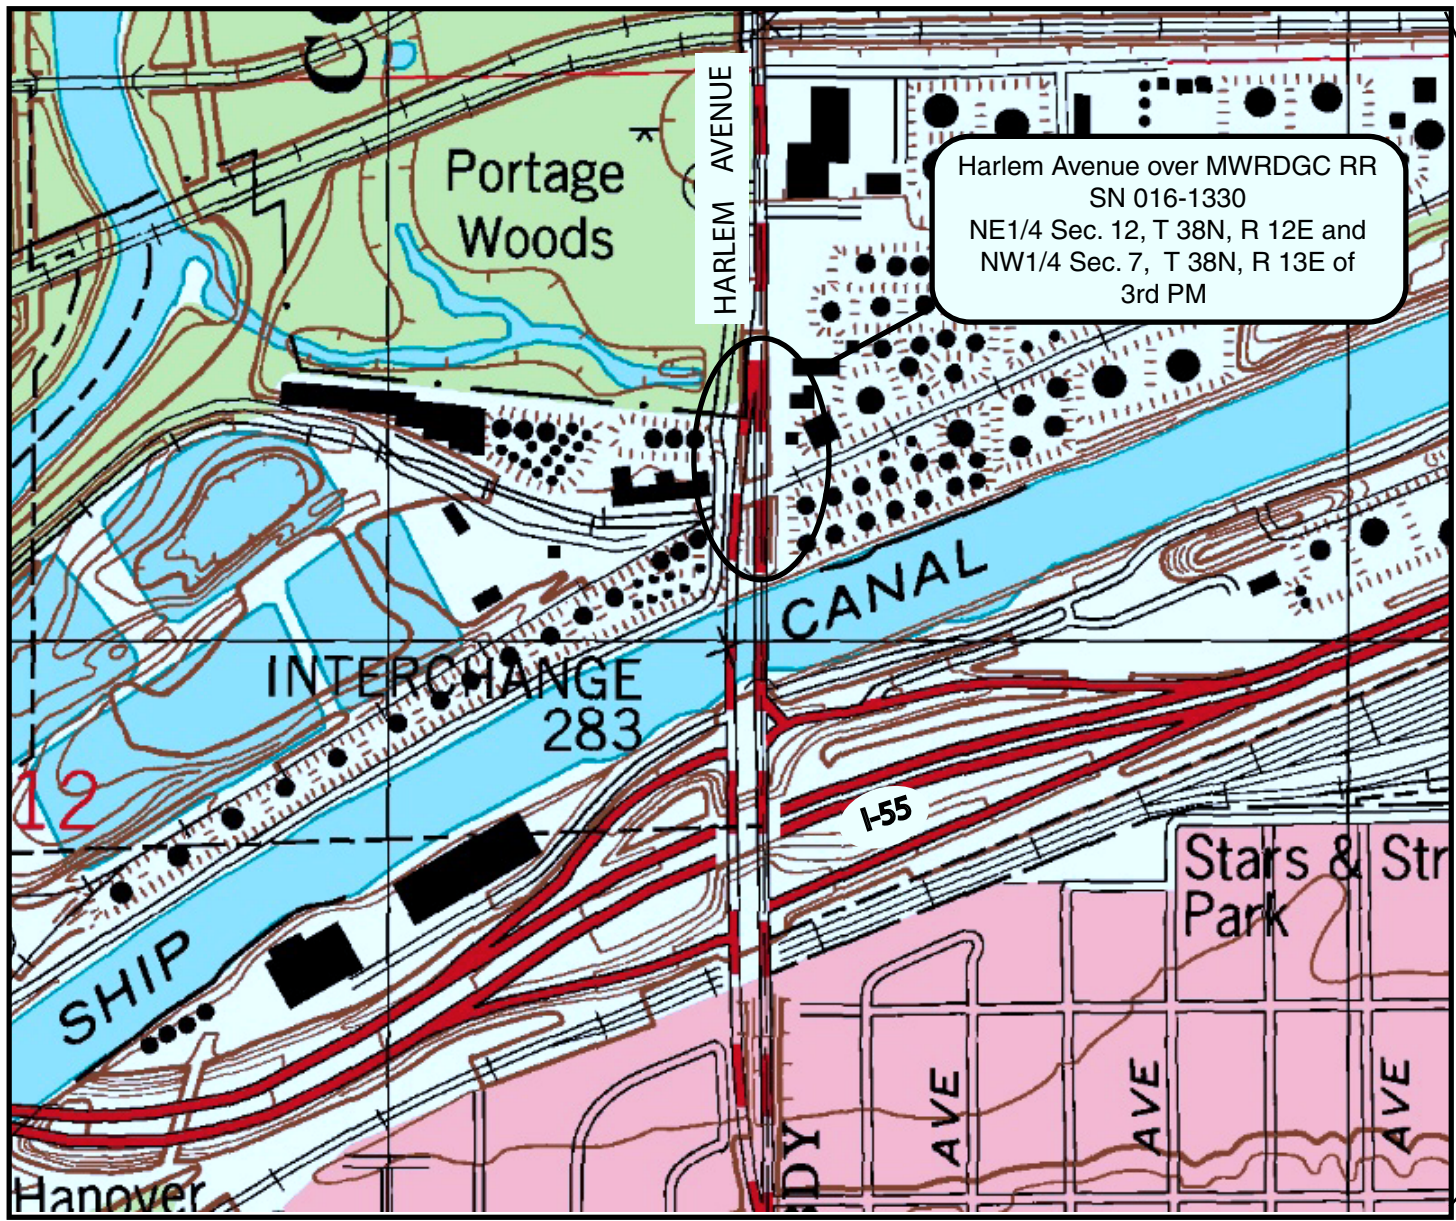 Portage
Woods
HARLEM AVENUE
Harlem Avenue over MWRDGC RR
SN 016-1330
NE1/4 Sec. 12, T 38N, R 12E and
NW1/4 Sec. 7, T 38N, R 13E of
3rd PM
CANAL
INTERCHANGE
283
12
I-55
Stars & Str
Park
SHIP
AVE
AVE
AVE
DY
Hanover